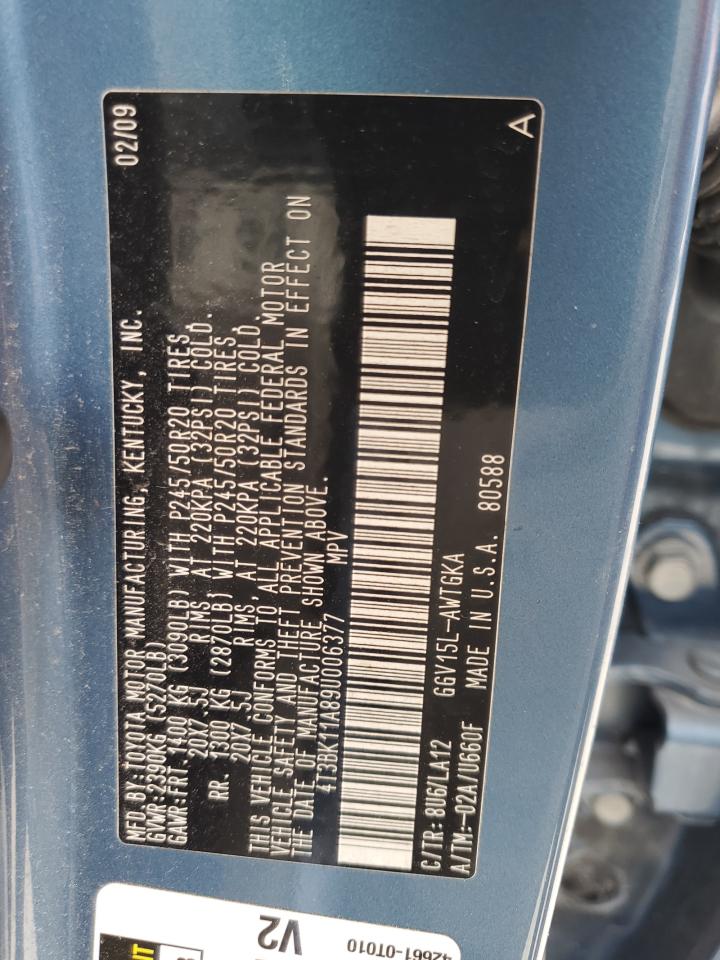 MFD BY:TOYOTA MOTOR MANUFACTURING, KENTUCKY, INC. 02/09
GVWR:2390KG (5270LB)
GAWR:FRT. 1400 KG (3090LB) WITH P245/50R20 TIRES,
20X7.5J RIMS, AT 220KPA (32PSI) COLD.
RR. 1300 KG (2870LB) WITH P245/50R20 TIRES,
20X7.5J RIMS, AT 220KPA (32PSI) COLD.
THIS VEHICLE CONFORMS TO ALL APPLICABLE FEDERAL MOTOR
VEHICLE SAFETY AND THEFT PREVENTION STANDARDS IN EFFECT ON
THE DATE OF MANUFACTURE SHOWN ABOVE.
4T3BK11A89U006377 MPV
C/TR:8U6/LA12 GGV15L-AWTGKA
A/TM:-02A/U660F MADE IN U.S.A. 80588 A
V2
42661-0T010